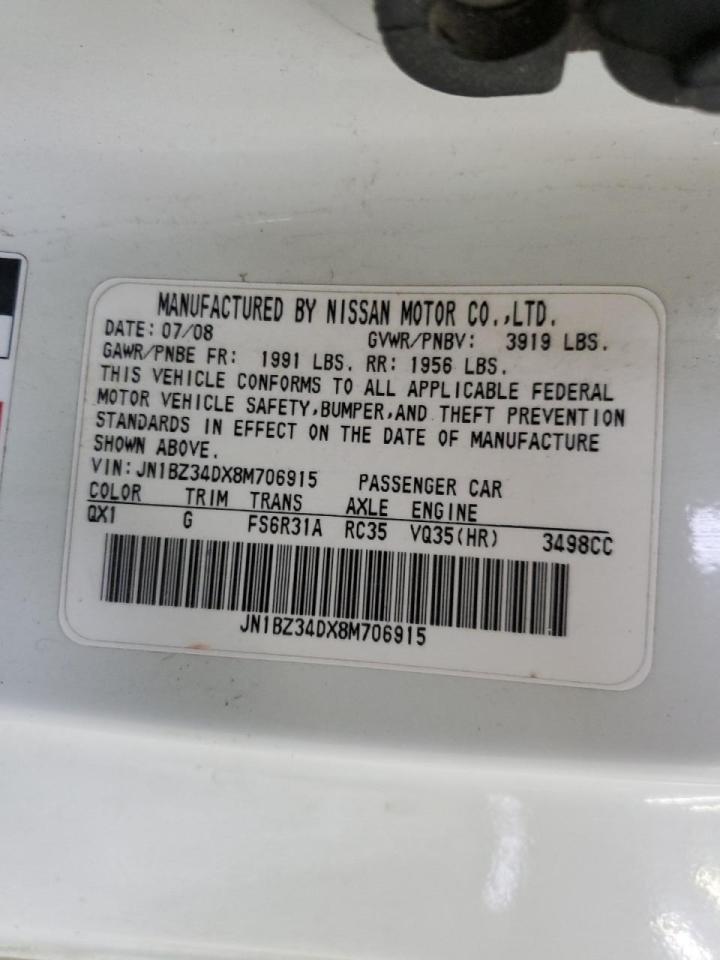 MANUFACTURED BY NISSAN MOTOR CO.,LTD.
DATE: 07/08 GVWR/PNBV: 3919 LBS.
GAWR/PNBE FR: 1991 LBS. RR: 1956 LBS.
THIS VEHICLE CONFORMS TO ALL APPLICABLE FEDERAL
MOTOR VEHICLE SAFETY,BUMPER,AND THEFT PREVENTION
STANDARDS IN EFFECT ON THE DATE OF MANUFACTURE
SHOWN ABOVE.
VIN:JN1BZ34DX8M706915 PASSENGER CAR
COLOR TRIM TRANS AXLE ENGINE
QX1 G FS6R31A RC35 VQ35(HR) 3498CC
JN1BZ34DX8M706915